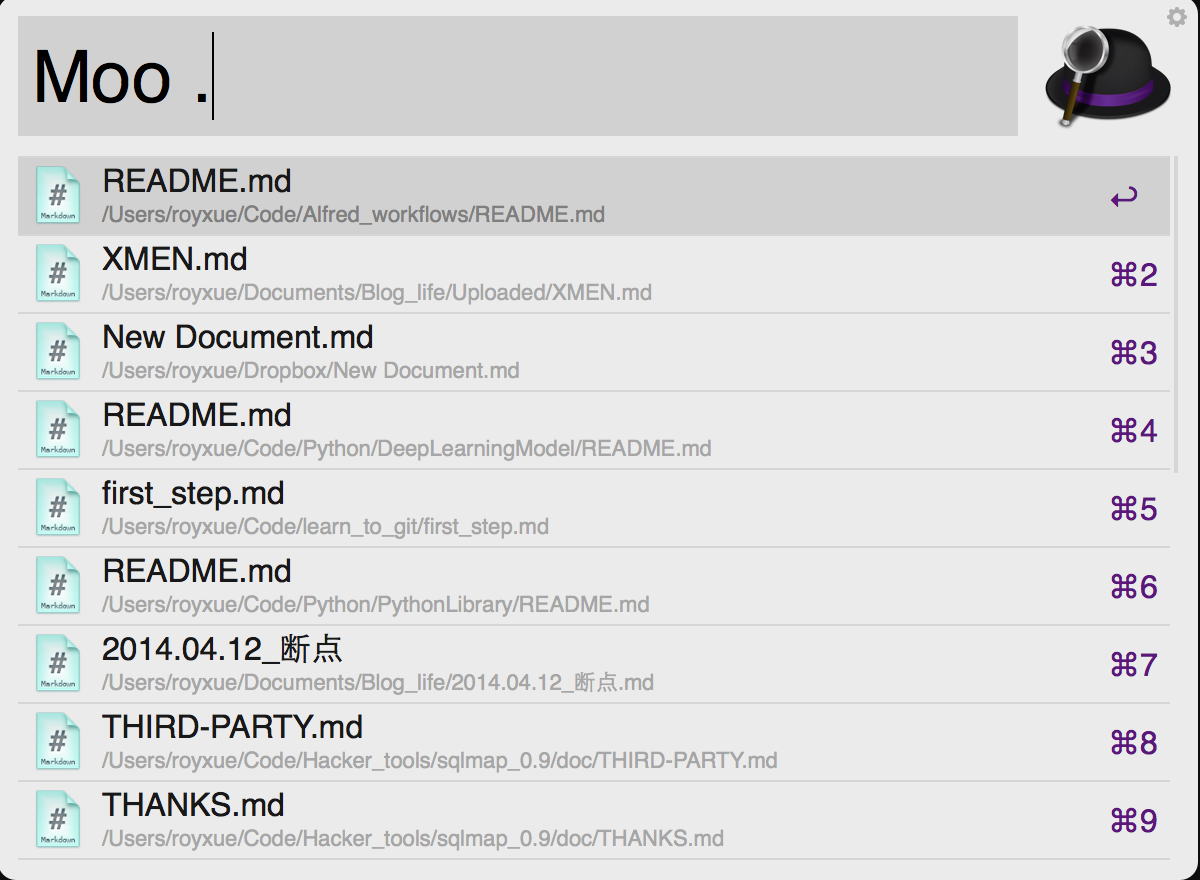 Moo .
#
Markdown
README.md
/Users/royxue/Code/Alfred_workflows/README.md
↩
#
Markdown
XMEN.md
/Users/royxue/Documents/Blog_life/Uploaded/XMEN.md
⌘2
#
Markdown
New Document.md
/Users/royxue/Dropbox/New Document.md
⌘3
#
Markdown
README.md
/Users/royxue/Code/Python/DeepLearningModel/README.md
⌘4
#
Markdown
first_step.md
/Users/royxue/Code/learn_to_git/first_step.md
⌘5
#
Markdown
README.md
/Users/royxue/Code/Python/PythonLibrary/README.md
⌘6
#
Markdown
2014.04.12_断点
/Users/royxue/Documents/Blog_life/2014.04.12_断点.md
⌘7
#
Markdown
THIRD-PARTY.md
/Users/royxue/Code/Hacker_tools/sqlmap_0.9/doc/THIRD-PARTY.md
⌘8
#
Markdown
THANKS.md
/Users/royxue/Code/Hacker_tools/sqlmap_0.9/doc/THANKS.md
⌘9